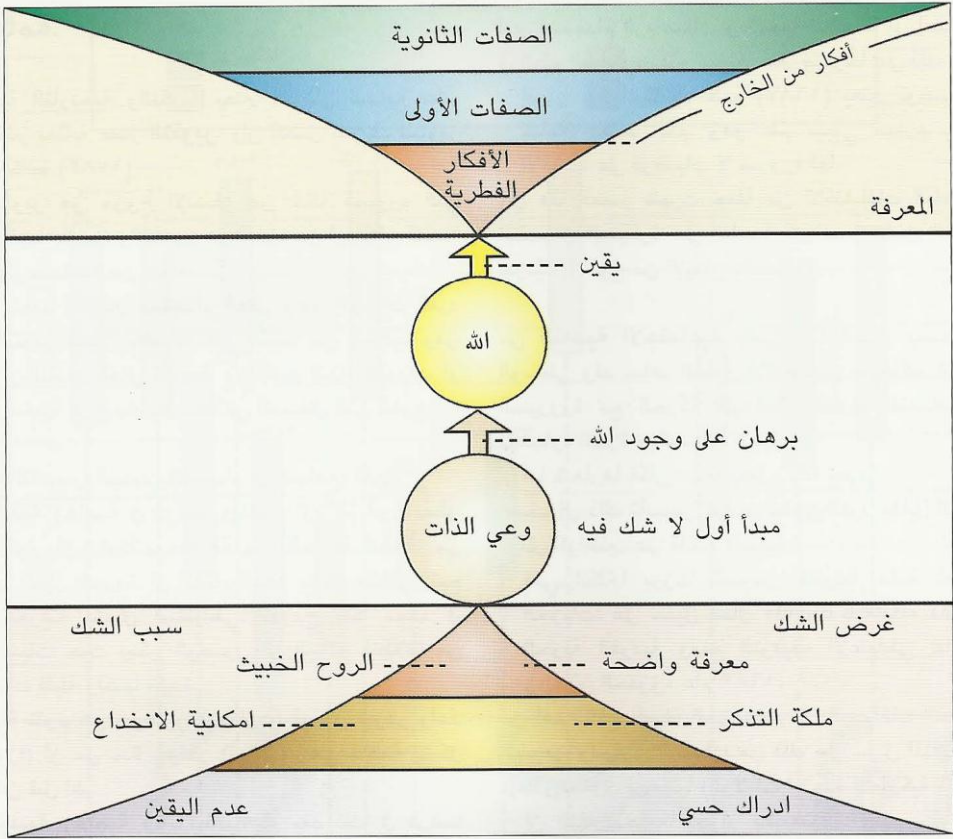 الصفات الثانوية
أفكار من الخارج
الصفات الأولى
الأفكار
الفطرية
المعرفة
يقين
الله
برهان على وجود الله
مبدأ أول لا شك فيه
وعي الذات
غرض الشك
سبب الشك
معرفة واضحة
الروح الخبيث
ملكة التذكر
امكانية الانخداع
ادراك حسي
عدم اليقين